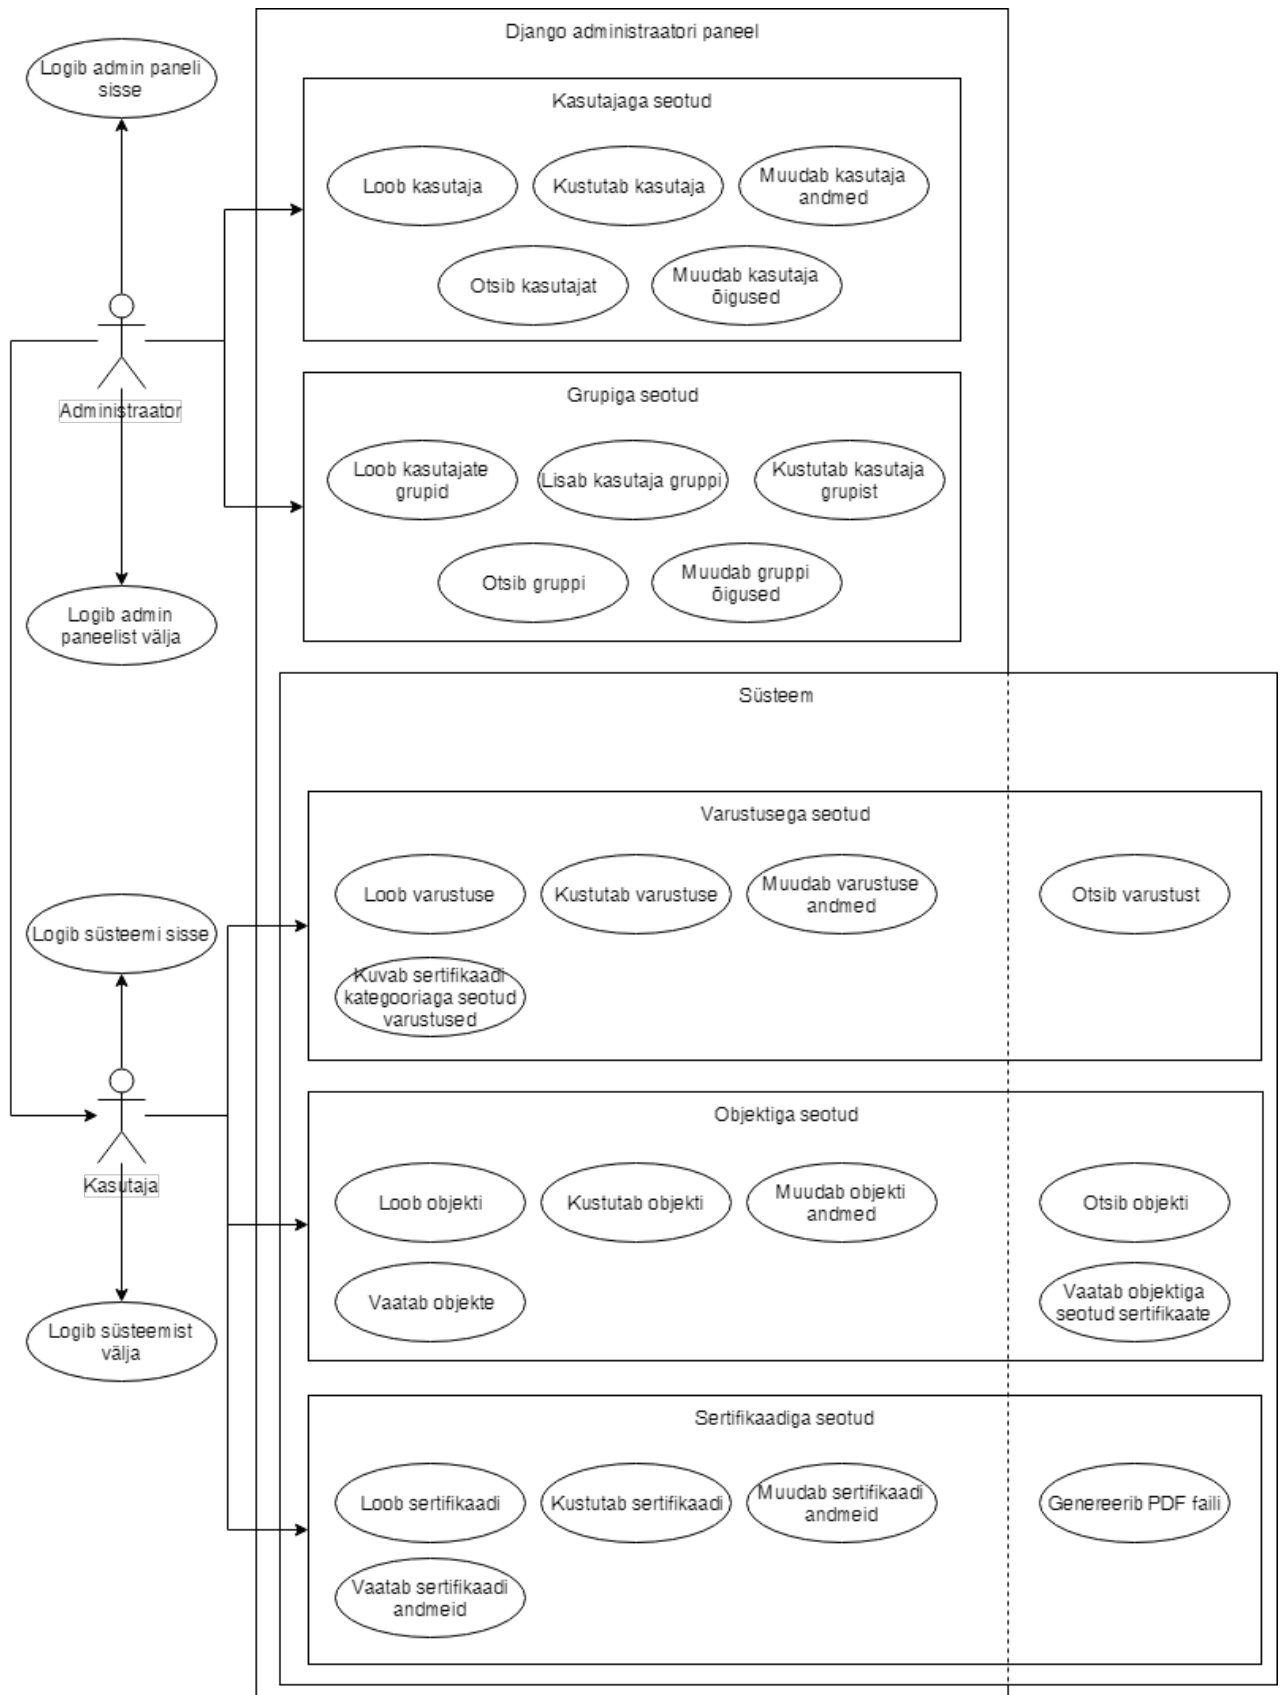 Django administraatori paneel
Logib admin paneli
sisse
Kasutajaga seotud
Loob kasutaja
Kustutab kasutaja
Muudab kasutaja
andmed
Otsib kasutajat
Muudab kasutaja
õigused
Administraator
Grupiga seotud
Loob kasutajate
grupid
Lisab kasutaja gruppi
Kustutab kasutaja
grupist
Otsib gruppi
Muudab gruppi
õigused
Logib admin
paneelist välja
Süsteem
Varustusega seotud
Loob varustuse
Kustutab varustuse
Muudab varustuse
andmed
Otsib varustust
Logib süsteemi sisse
Kuvab sertifikaadi
kategooriaga seotud
varustused
Objektiga seotud
Kasutaja
Loob objekti
Kustutab objekti
Muudab objekti
andmed
Otsib objekti
Vaatab objekte
Vaatab objektiga
seotud sertifikaate
Logib süsteemist
välja
Sertifikaadiga seotud
Loob sertifikaadi
Kustutab sertifikaadi
Muudab sertifikaadi
andmeid
Genereerib PDF faili
Vaatab sertifikaadi
andmeid